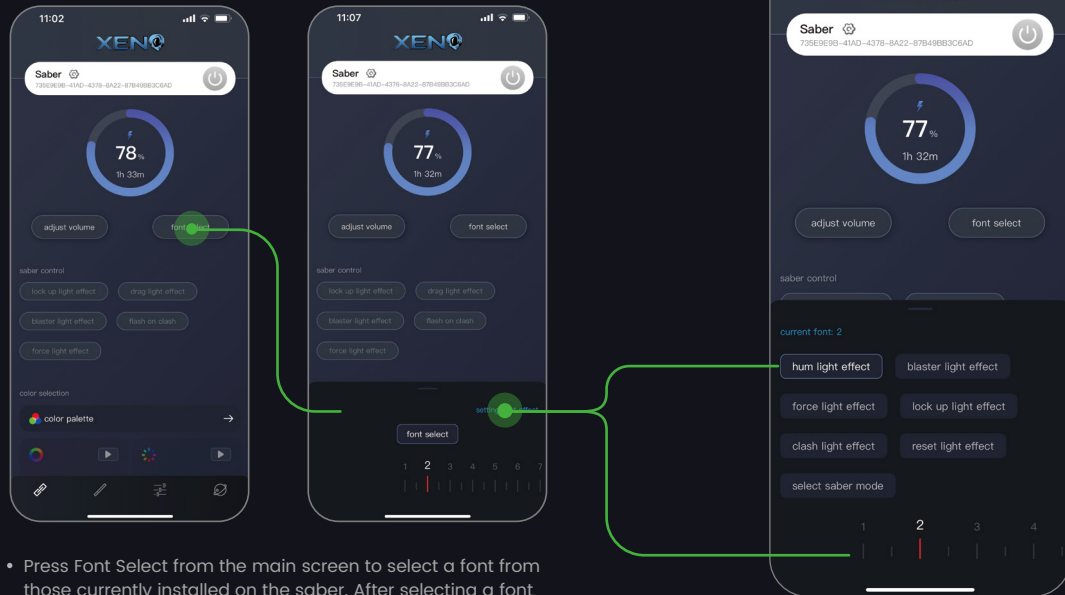 11:02
XENO
Saber
735E9E9B-41AD-4378-8A22-87B49BB3C6AD
78%
1h 33m
adjust volume
font select
saber control
lock up light effect
drag light effect
blaster light effect
flash on clash
force light effect
color selection
color palette
11:07
XENO
Saber
735E9E9B-41AD-4378-8A22-87B49BB3C6AD
77%
1h 32m
adjust volume
font select
saber control
lock up light effect
drag light effect
blaster light effect
flash on clash
force light effect
effect
font select
1 2 3 4 5 6 7
Saber
735E9E9B-41AD-4378-8A22-87B49BB3C6AD
77%
1h 32m
adjust volume
font select
saber control
current font: 2
hum light effect
blaster light effect
force light effect
lock up light effect
clash light effect
reset light effect
select saber mode
1 2 3 4
• Press Font Select from the main screen to select a font from
those currently installed on the saber. After selecting a font